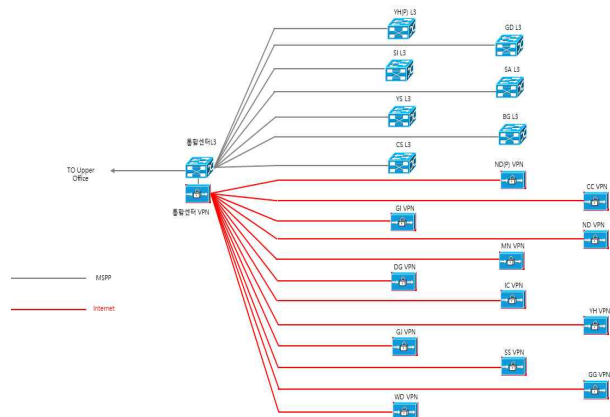 YH(P) L3
GD L3
SI L3
SA L3
YS L3
BG L3
통합센터L3
CS L3
ND(P) VPN
TO Upper
Office
CC VPN
통합센터 VPN
GI VPN
ND VPN
MN VPN
DG VPN
MSPP
IC VPN
Internet
YH VPN
GJ VPN
SS VPN
GG VPN
WD VPN